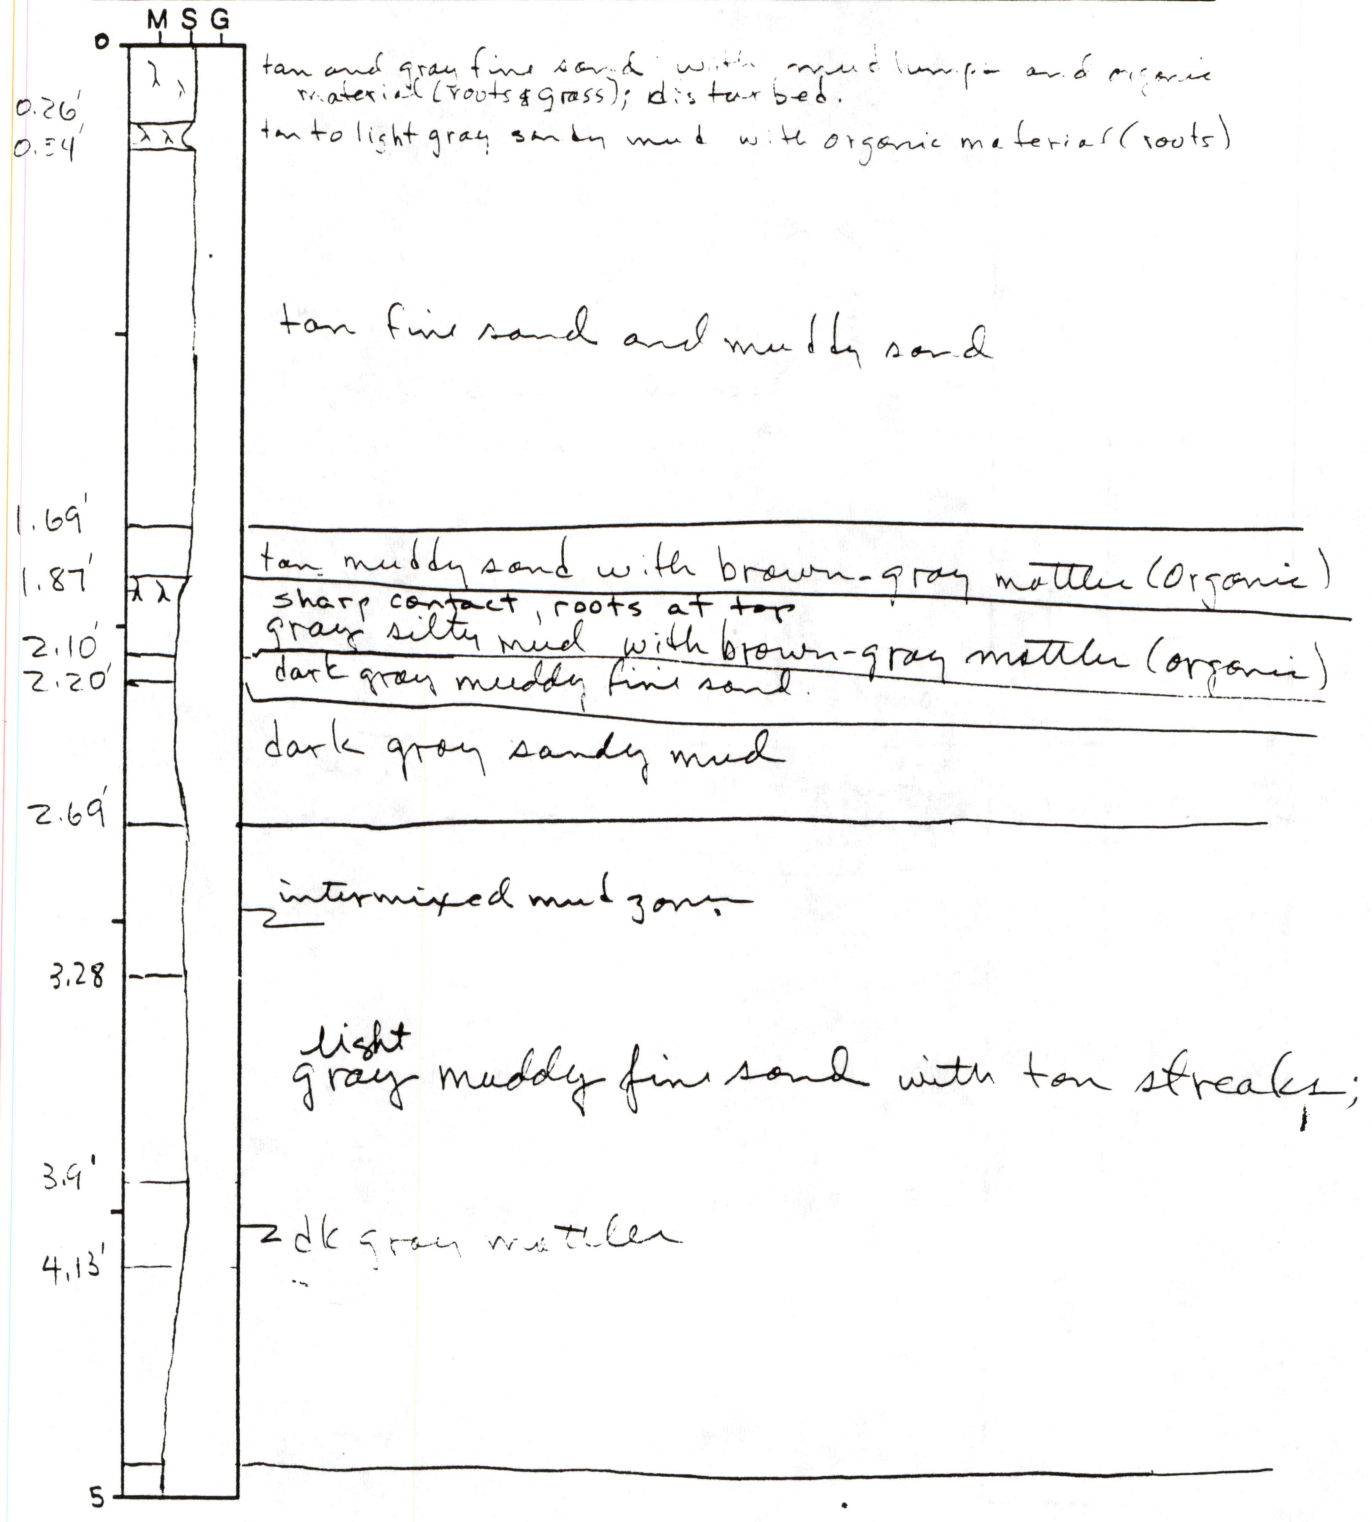 M S G
0
tan and gray fine sand with mud lumps and organic
material (roots & grass); disturbed.
0.26'
tan to light gray sandy mud with organic material (roots)
0.34'
tan fine sand and muddy sand
1.69'
tan muddy sand with brown-gray mottler (organic)
1.87'
λ λ
sharp contact, roots at top
gray silty mud with brown-gray mottler (organic)
2.10'
dark gray muddy fine sand.
2.20'
dark gray sandy mud
2.69'
intermixed mud zone
3.28
light
gray muddy fine sand with tan streaks;
3.9'
dk gray mottler
4.13'
5